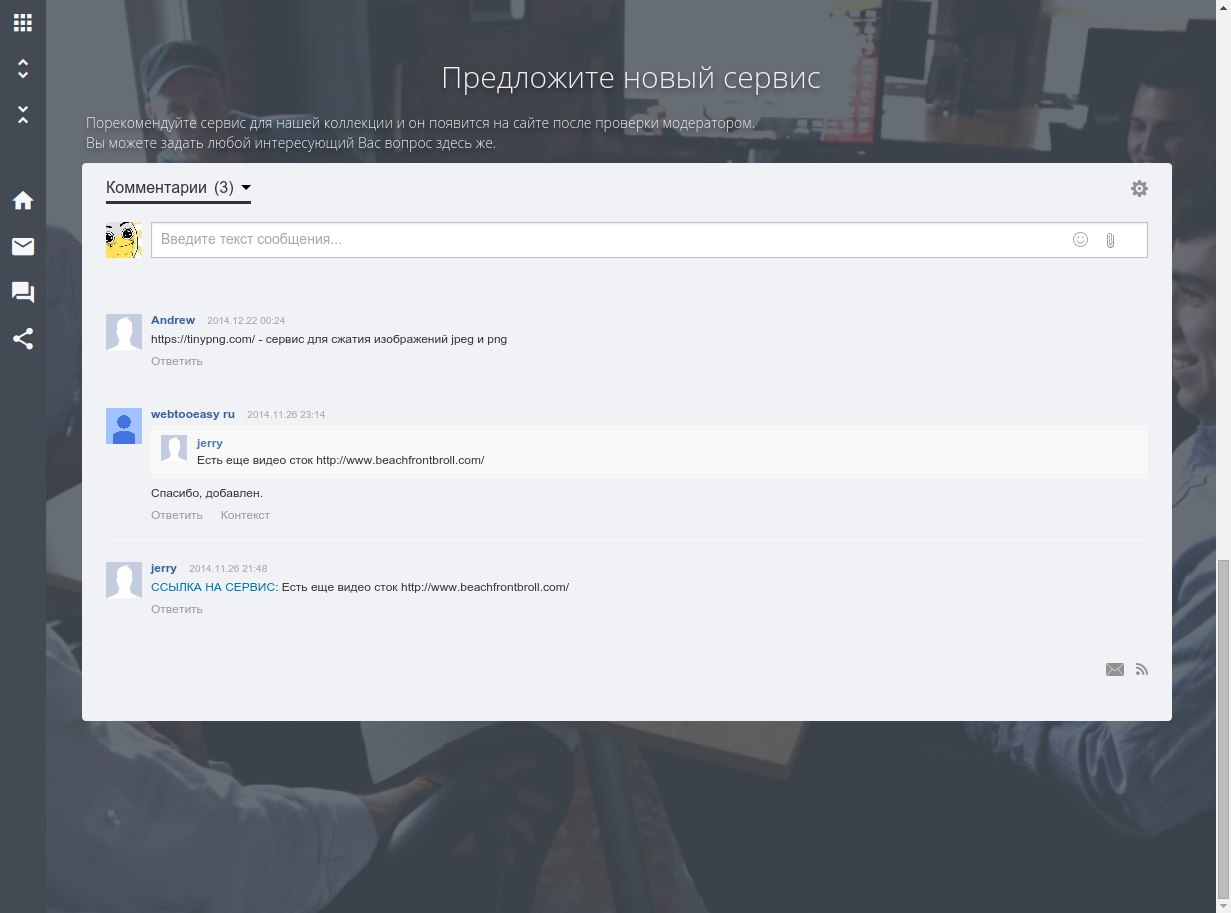 Предложите новый сервис
Порекомендуйте сервис для нашей коллекции и он появится на сайте после проверки модератором.
Вы можете задать любой интересующий Вас вопрос здесь же.
Комментарии (3)
Введите текст сообщения...
Andrew 2014.12.22 00:24
https://tinypng.com/ - сервис для сжатия изображений jpeg и png
Ответить
webtooeasy ru 2014.11.26 23:14
jerry
Есть еще видео сток http://www.beachfrontbroll.com/
Спасибо, добавлен.
Ответить Контекст
jerry 2014.11.26 21:48
ССЫЛКА НА СЕРВИС: Есть еще видео сток http://www.beachfrontbroll.com/
Ответить